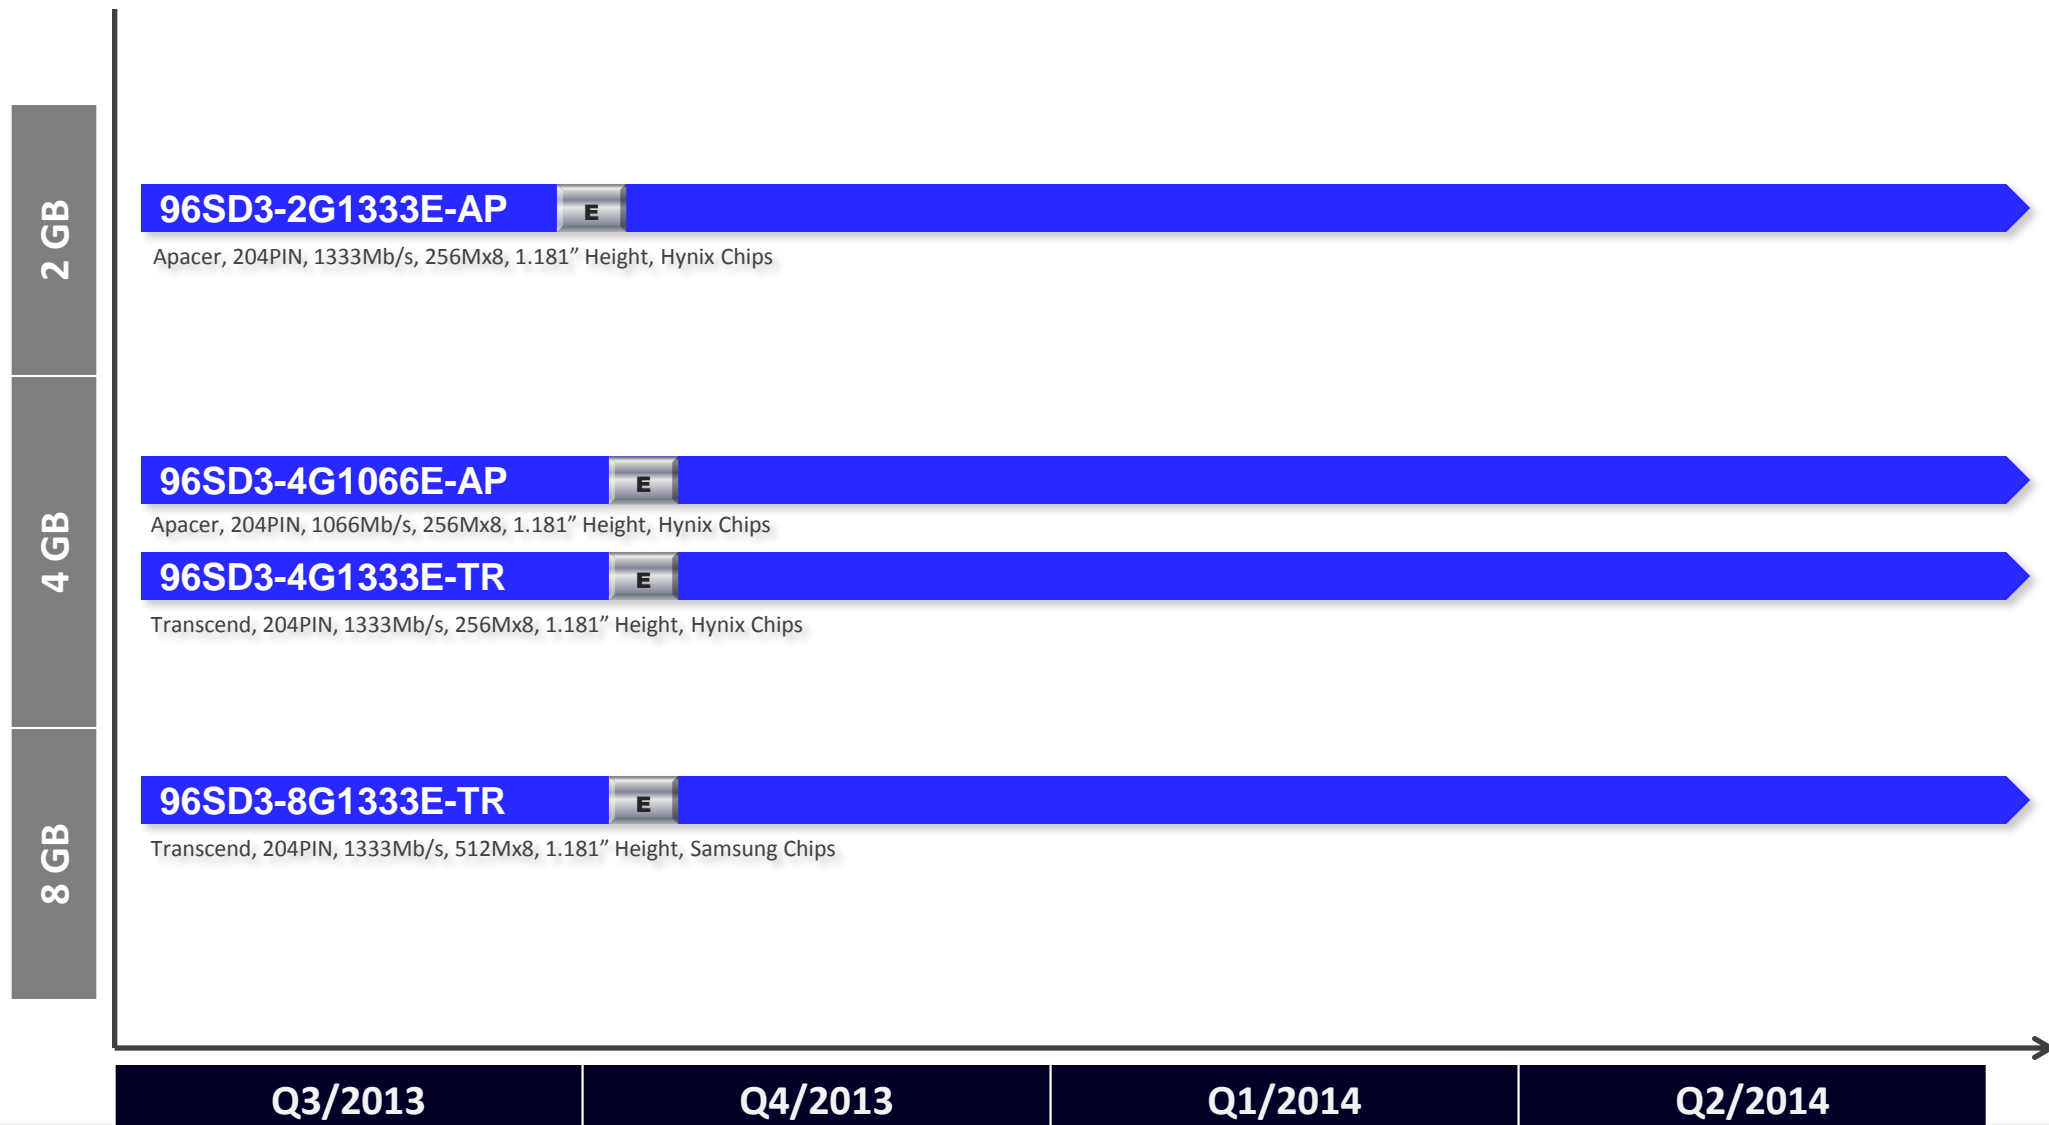 2 GB
96SD3-2G1333E-AP E
Apacer, 204PIN, 1333Mb/s, 256Mx8, 1.181” Height, Hynix Chips
4 GB
96SD3-4G1066E-AP E
Apacer, 204PIN, 1066Mb/s, 256Mx8, 1.181” Height, Hynix Chips
96SD3-4G1333E-TR E
Transcend, 204PIN, 1333Mb/s, 256Mx8, 1.181” Height, Hynix Chips
8 GB
96SD3-8G1333E-TR E
Transcend, 204PIN, 1333Mb/s, 512Mx8, 1.181” Height, Samsung Chips
Q3/2013 Q4/2013 Q1/2014 Q2/2014